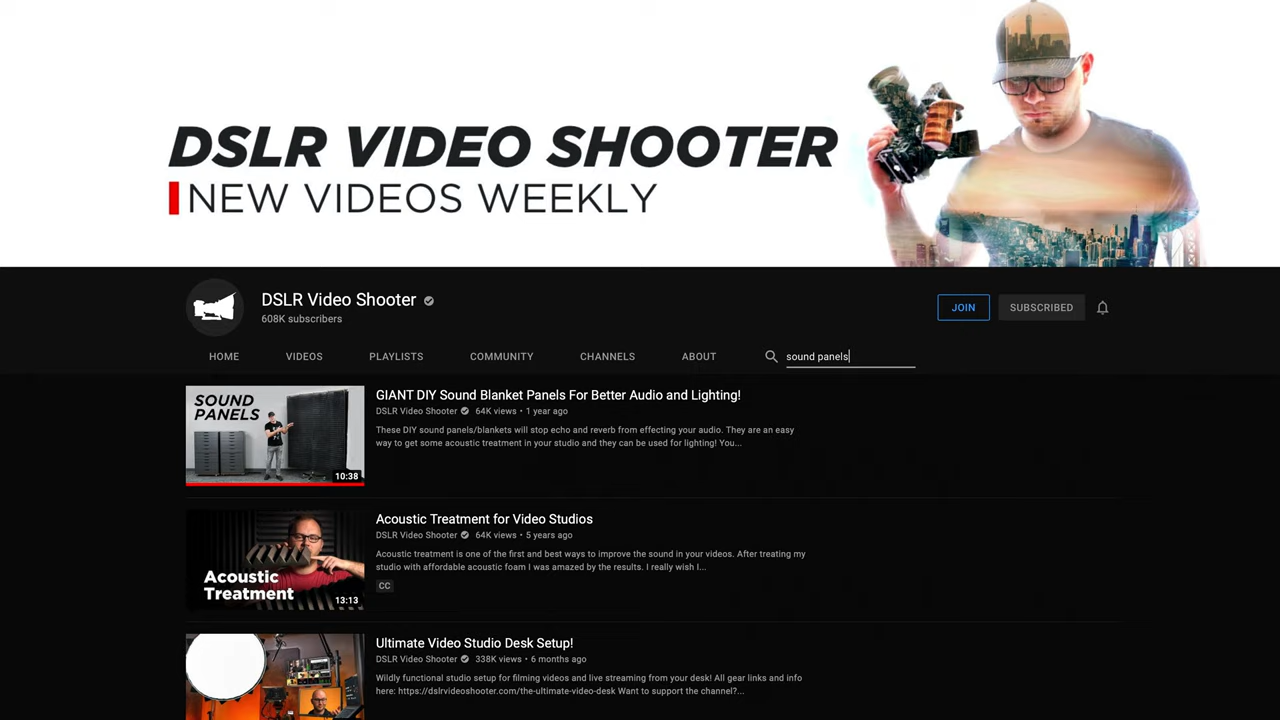 DSLR VIDEO SHOOTER
NEW VIDEOS WEEKLY
DSLR Video Shooter
608K subscribers
JOIN
SUBSCRIBED
HOME
VIDEOS
PLAYLISTS
COMMUNITY
CHANNELS
ABOUT
sound panels
SOUND
PANELS
10:38
GIANT DIY Sound Blanket Panels For Better Audio and Lighting!
DSLR Video Shooter 64K views • 1 year ago
These DIY sound panels/blankets will stop echo and reverb from effecting your audio. They are an easy
way to get some acoustic treatment in your studio and they can be used for lighting! You...
Acoustic
Treatment
13:13
Acoustic Treatment for Video Studios
DSLR Video Shooter 64K views • 5 years ago
Acoustic treatment is one of the first and best ways to improve the sound in your videos. After treating my
studio with affordable acoustic foam I was amazed by the results. I really wish I...
CC
Ultimate Video Studio Desk Setup!
DSLR Video Shooter 338K views • 6 months ago
Wildly functional studio setup for filming videos and live streaming from your desk! All gear links and info
here: https://dslrvideoshooter.com/the-ultimate-video-desk Want to support the channel?...